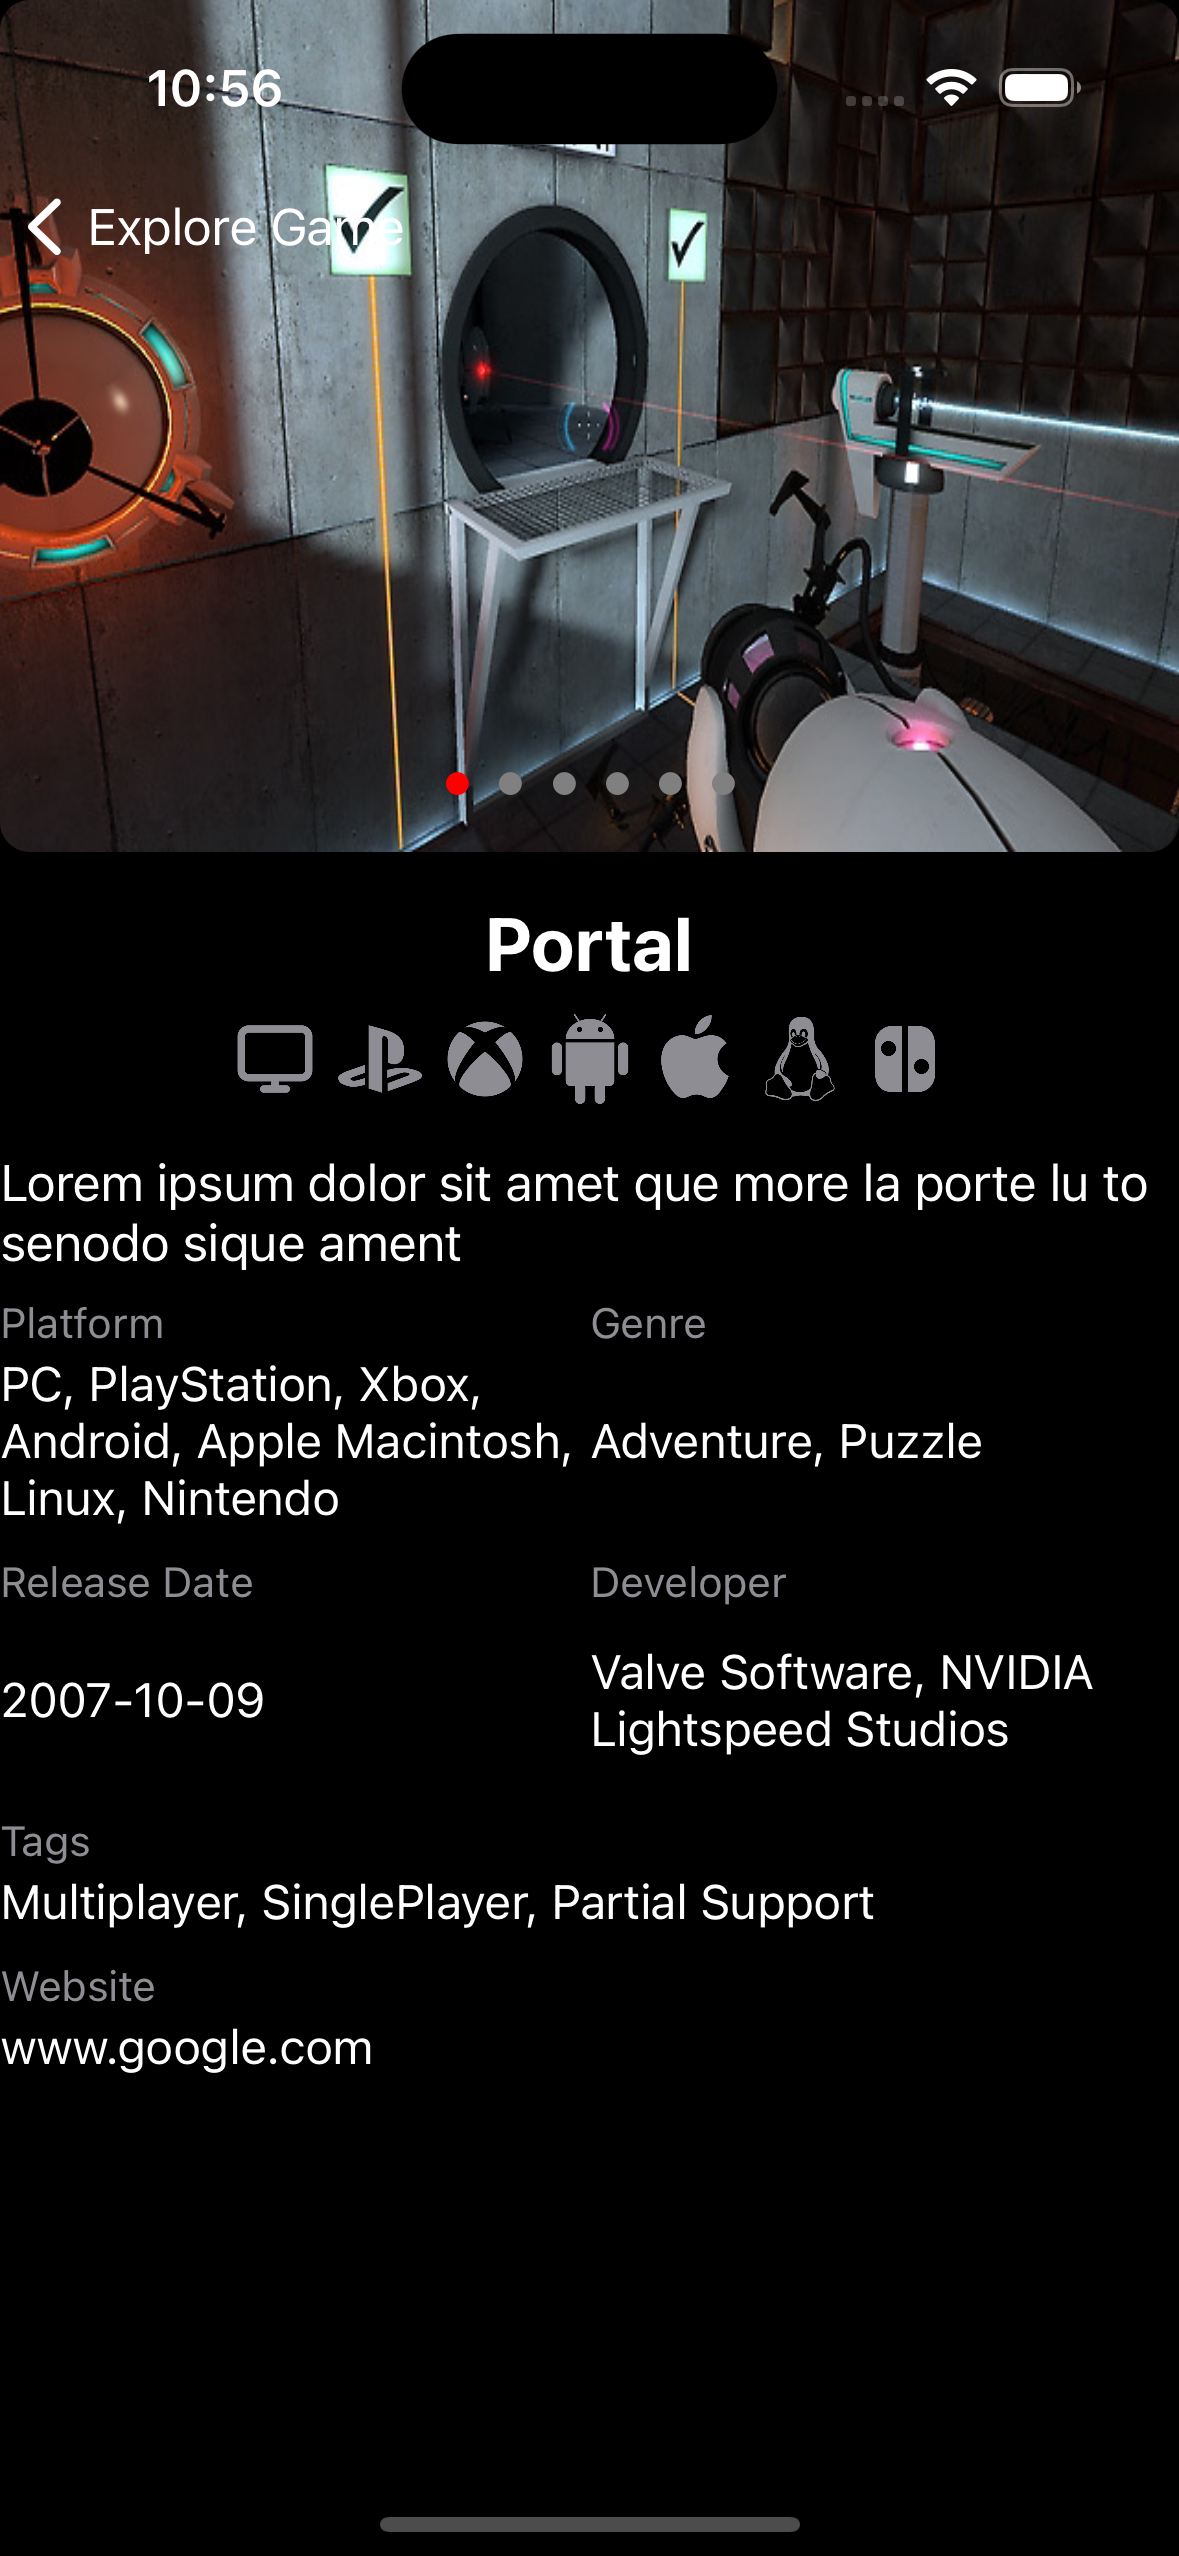 10:56
Explore Game
Portal
Lorem ipsum dolor sit amet que more la porte lu to
senodo sique ament
Platform
Genre
PC, PlayStation, Xbox,
Android, Apple Macintosh,
Linux, Nintendo
Adventure, Puzzle
Release Date
Developer
2007-10-09
Valve Software, NVIDIA
Lightspeed Studios
Tags
Multiplayer, SinglePlayer, Partial Support
Website
www.google.com